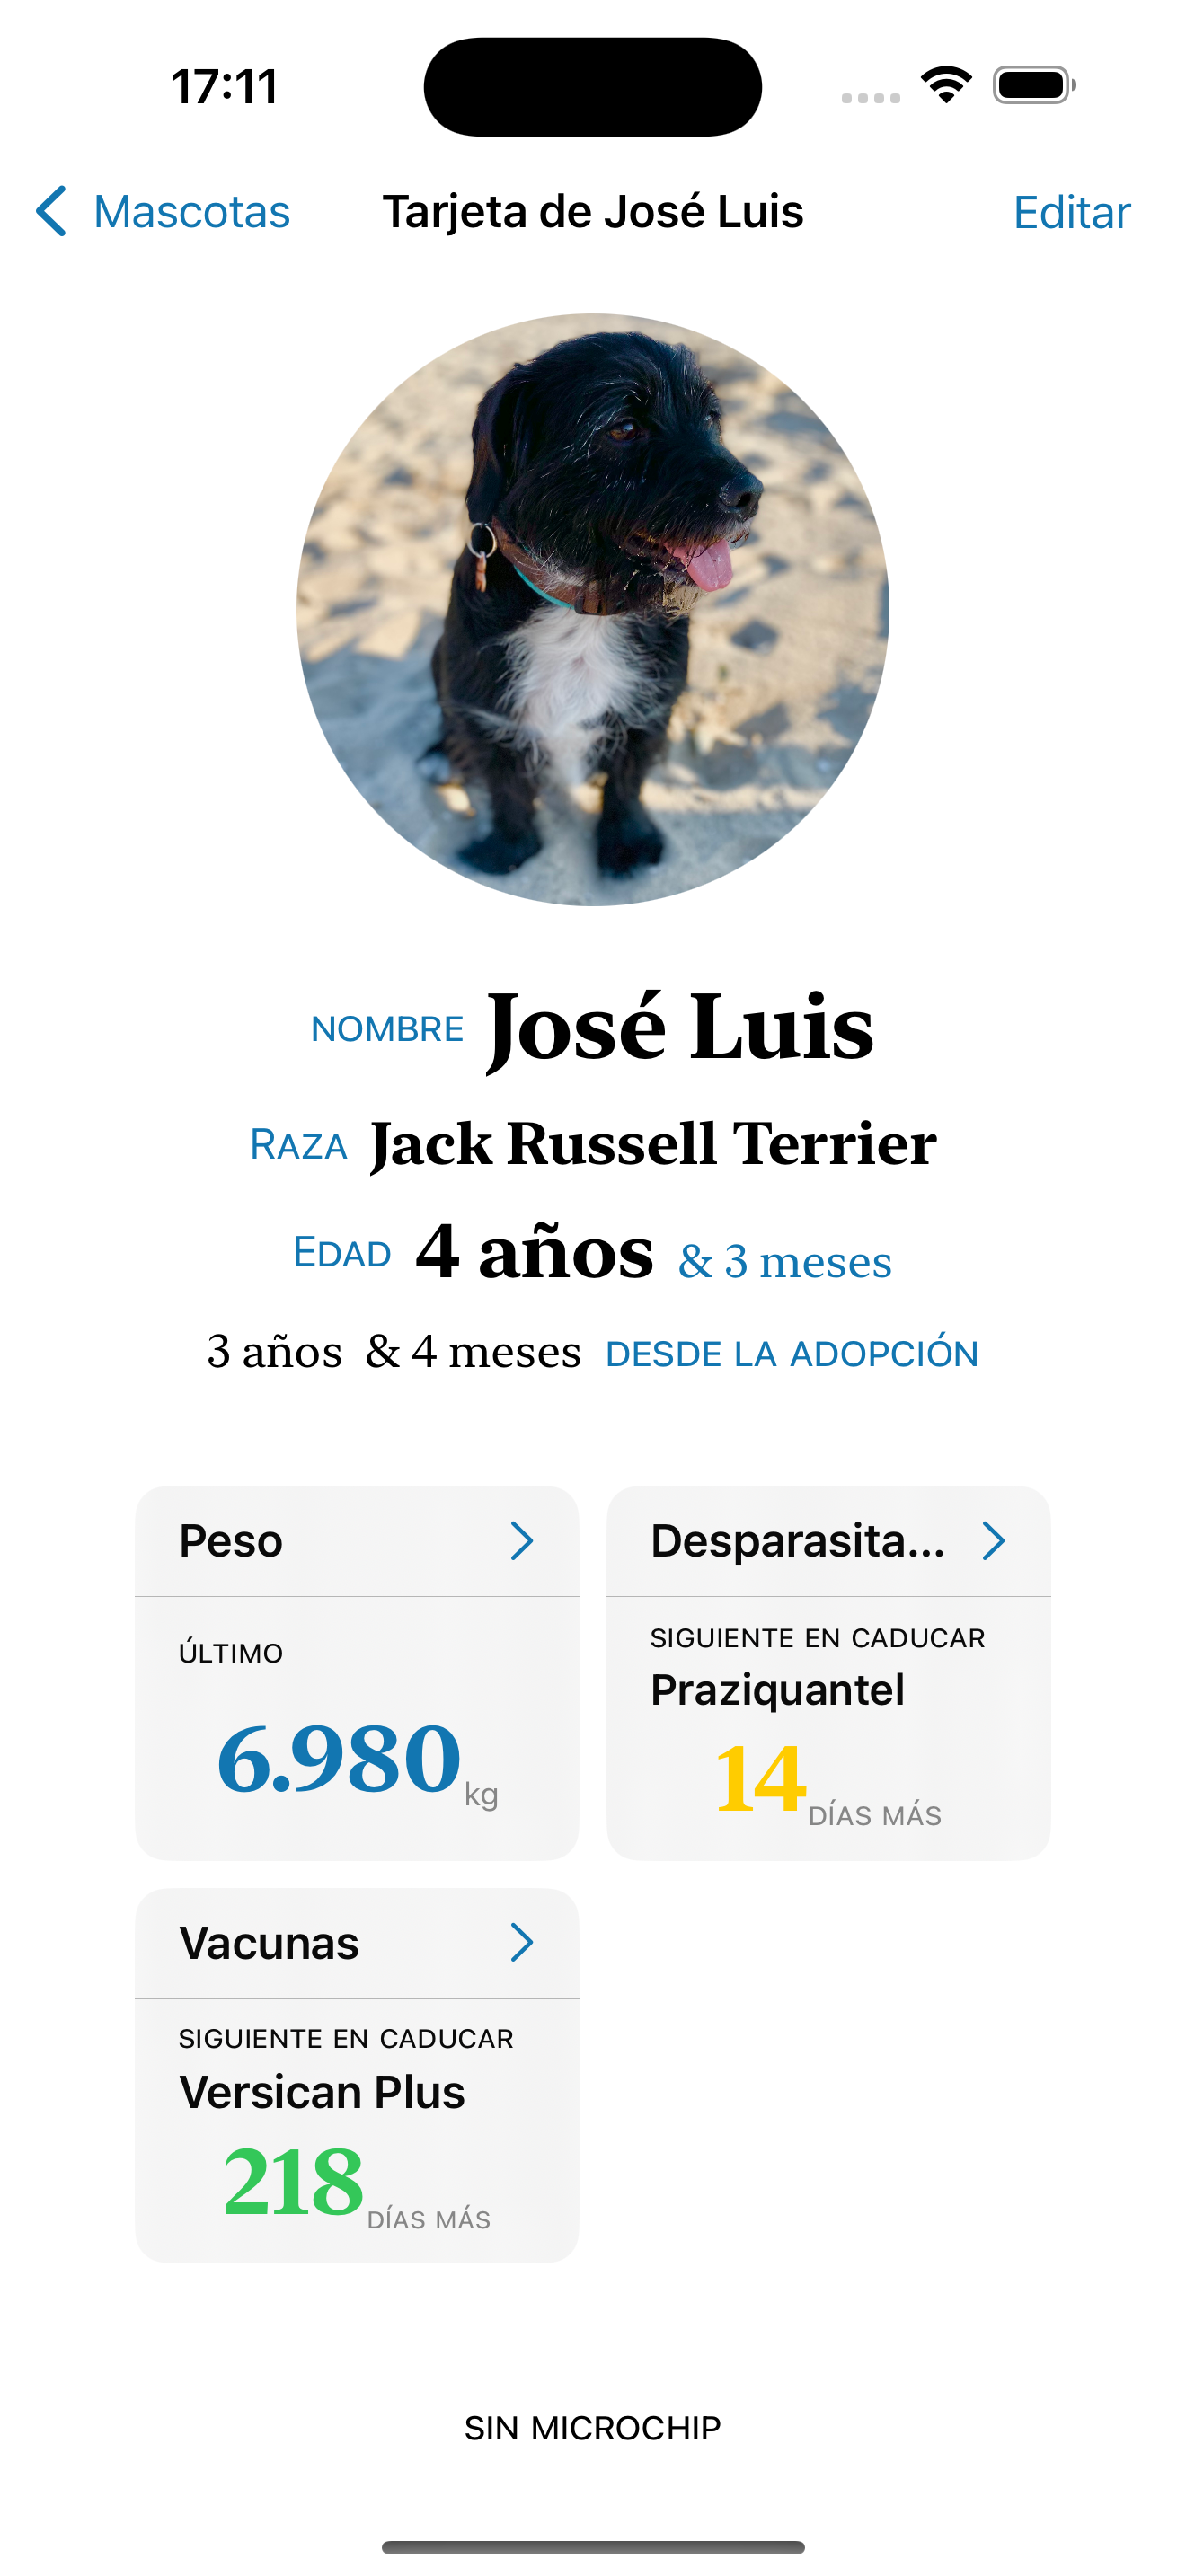 17:11
Mascotas Tarjeta de José Luis Editar
NOMBRE José Luis
RAZA Jack Russell Terrier
EDAD 4 años & 3 meses
3 años & 4 meses DESDE LA ADOPCIÓN
Peso
ÚLTIMO
6.980 kg
Desparasita...
SIGUIENTE EN CADUCAR
Praziquantel
14 DÍAS MÁS
Vacunas
SIGUIENTE EN CADUCAR
Versican Plus
218 DÍAS MÁS
SIN MICROCHIP